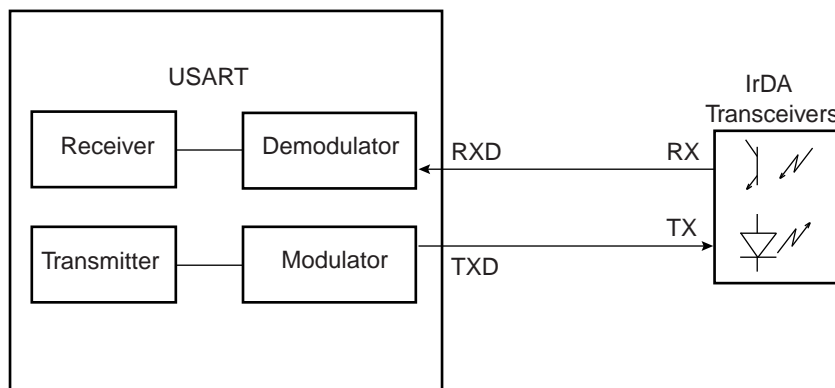 USART
IrDA
Transceivers
Receiver
Demodulator
RXD
RX
Transmitter
Modulator
TXD
TX